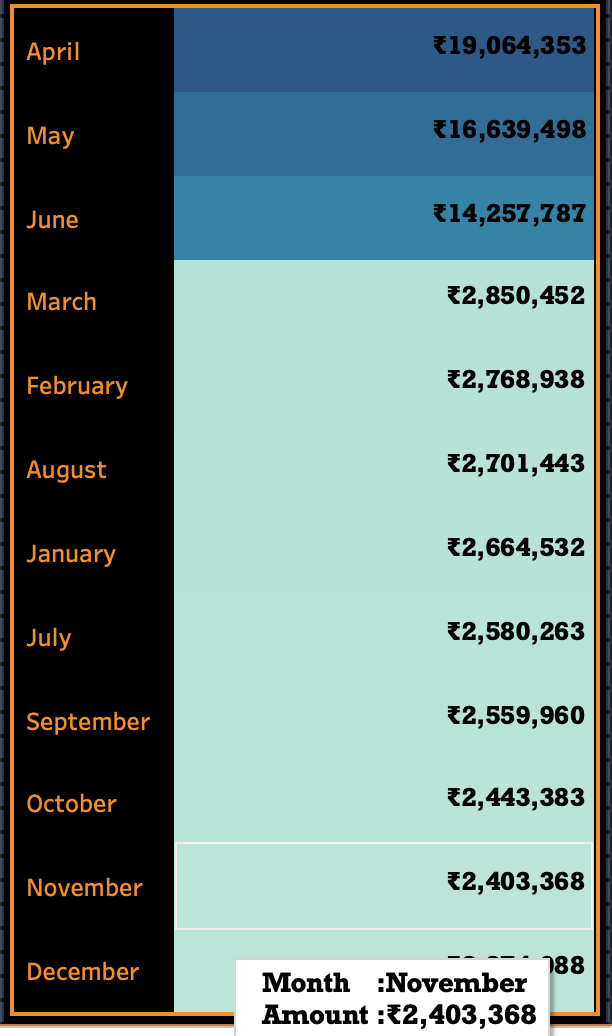 April ₹19,064,353
May ₹16,639,498
June ₹14,257,787
March ₹2,850,452
February ₹2,768,938
August ₹2,701,443
January ₹2,664,532
July ₹2,580,263
September ₹2,559,960
October ₹2,443,383
November ₹2,403,368
December
Month :November
Amount :₹2,403,368